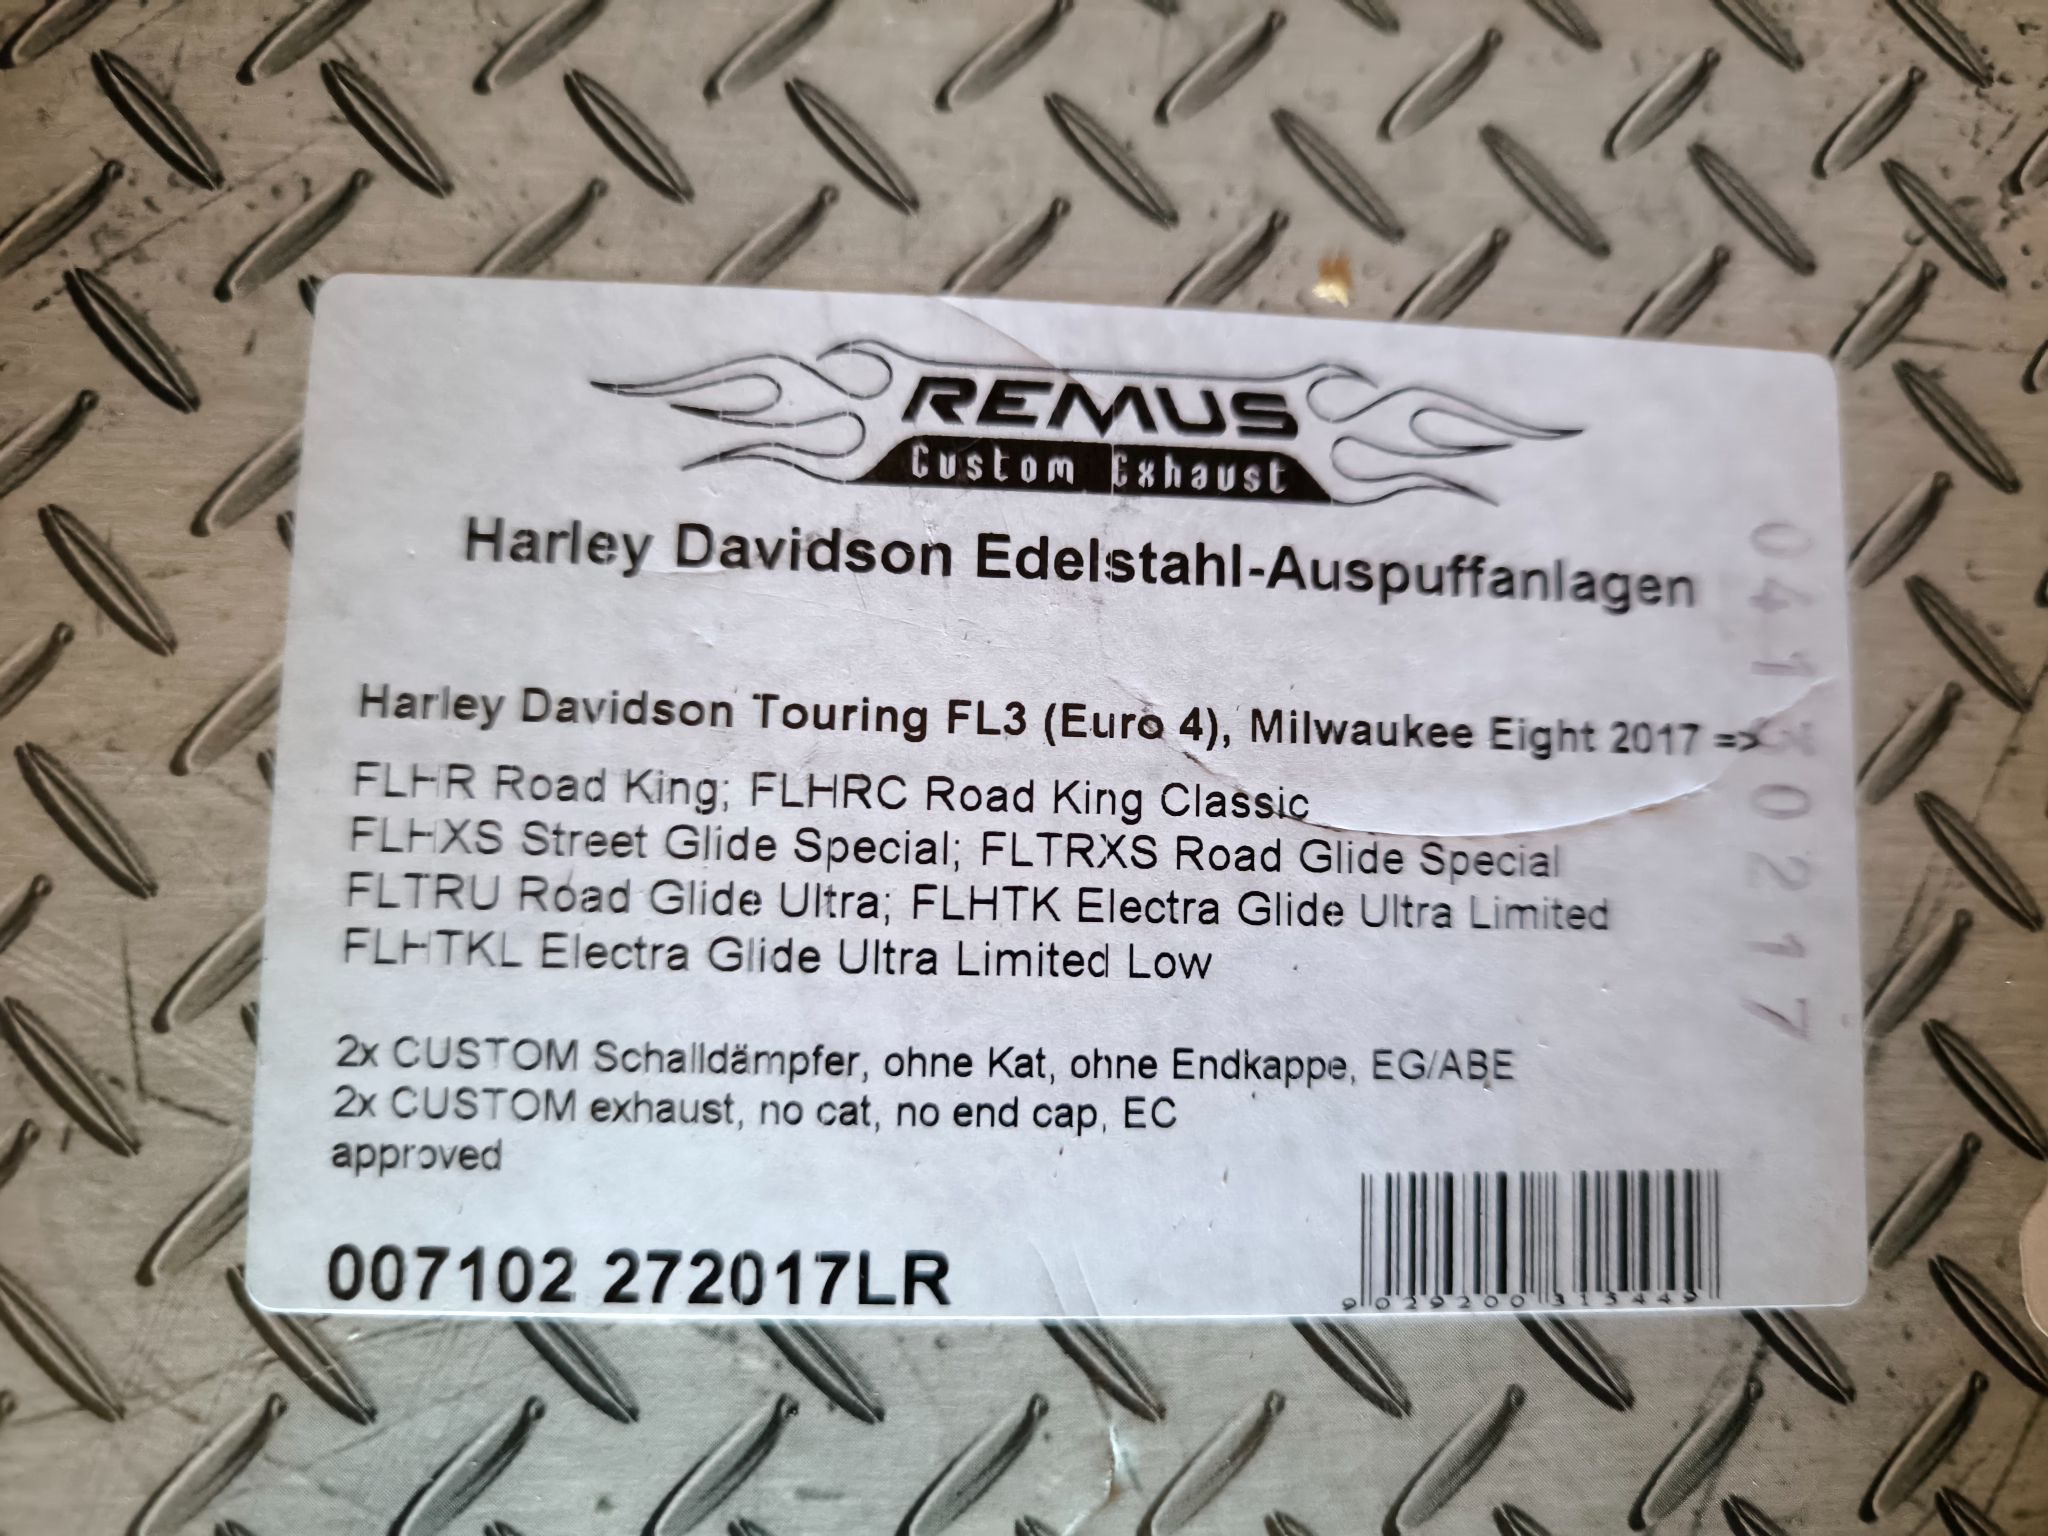 REMUS
Custom Exhaust
Harley Davidson Edelstahl-Auspuffanlagen
Harley Davidson Touring FL3 (Euro 4), Milwaukee Eight 2017 =>
FLHR Road King; FLHRC Road King Classic
FLHXS Street Glide Special; FLTRXS Road Glide Special
FLTRU Road Glide Ultra; FLHTK Electra Glide Ultra Limited
FLHTKL Electra Glide Ultra Limited Low
2x CUSTOM Schalldämpfer, ohne Kat, ohne Endkappe, EG/ABE
2x CUSTOM exhaust, no cat, no end cap, EC
approved
007102 272017LR
9029200313449
04130217